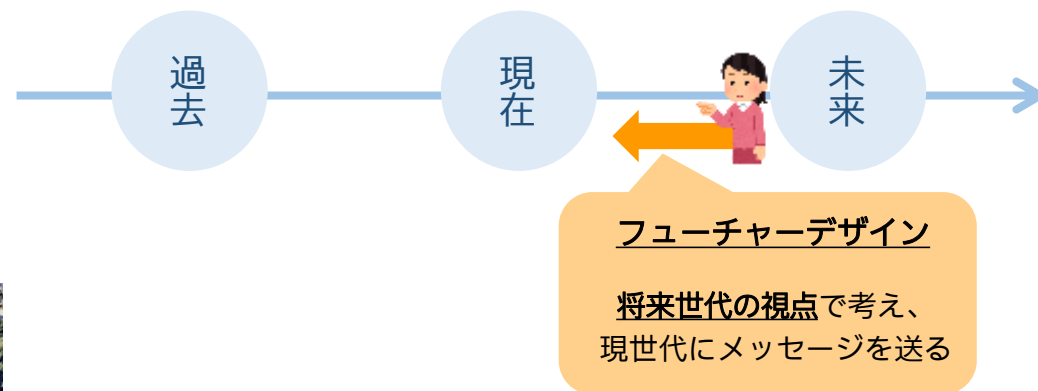 過去
現在
未来
フューチャーデザイン
将来世代の視点で考え、
現世代にメッセージを送る